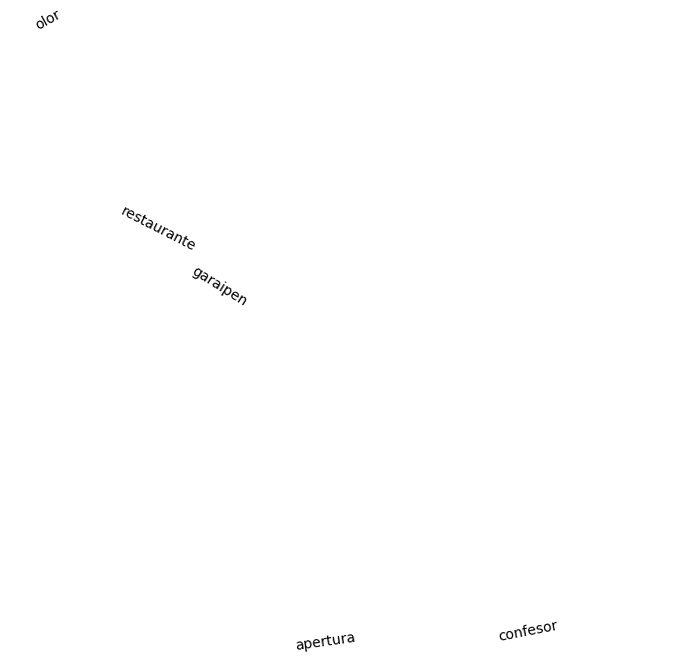 olor
restaurante
garaipen
confesor
apertura